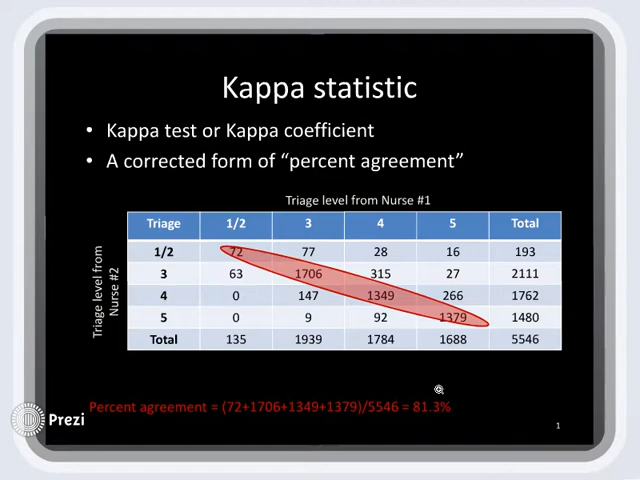 Kappa statistic
• Kappa test or Kappa coefficient
• A corrected form of “percent agreement”
Triage level from Nurse #1
Triage level from
Nurse #2
Triage 1/2 3 4 5 Total
1/2 72 77 28 16 193
3 63 1706 315 27 2111
4 0 147 1349 266 1762
5 0 9 92 1379 1480
Total 135 1939 1784 1688 5546
Percent agreement = (72+1706+1349+1379)/5546 = 81.3%
Prezi
1